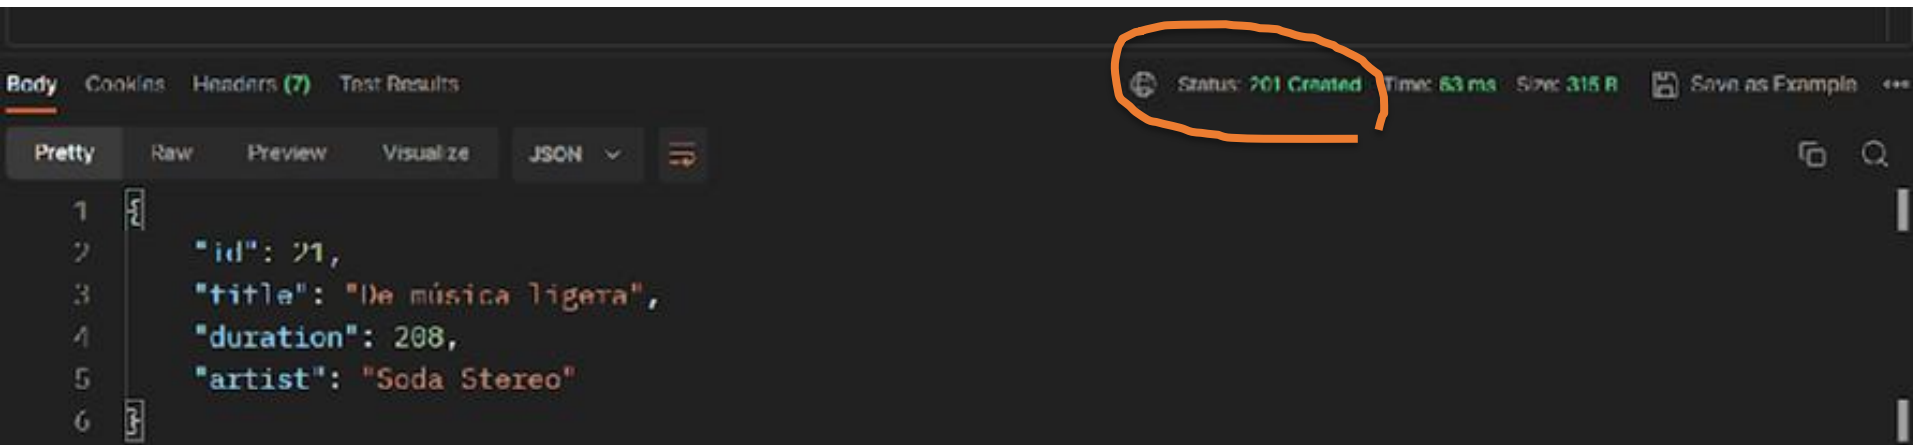 Body Cookies Headers (7) Test Results Status: 201 Created Time: 63 ms Size: 315 B Save as Example
Pretty Raw Preview Visualize JSON
1 {
2 "id": 21,
3 "title": "De música ligera",
4 "duration": 208,
5 "artist": "Soda Stereo"
6 }